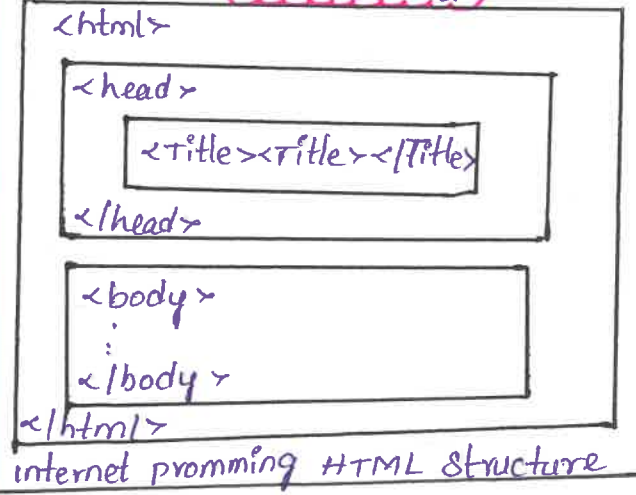 <html>
<head>
<Title><Title></Title>
</head>
<body>
:
</body>
</html>
internet promming HTML Structure